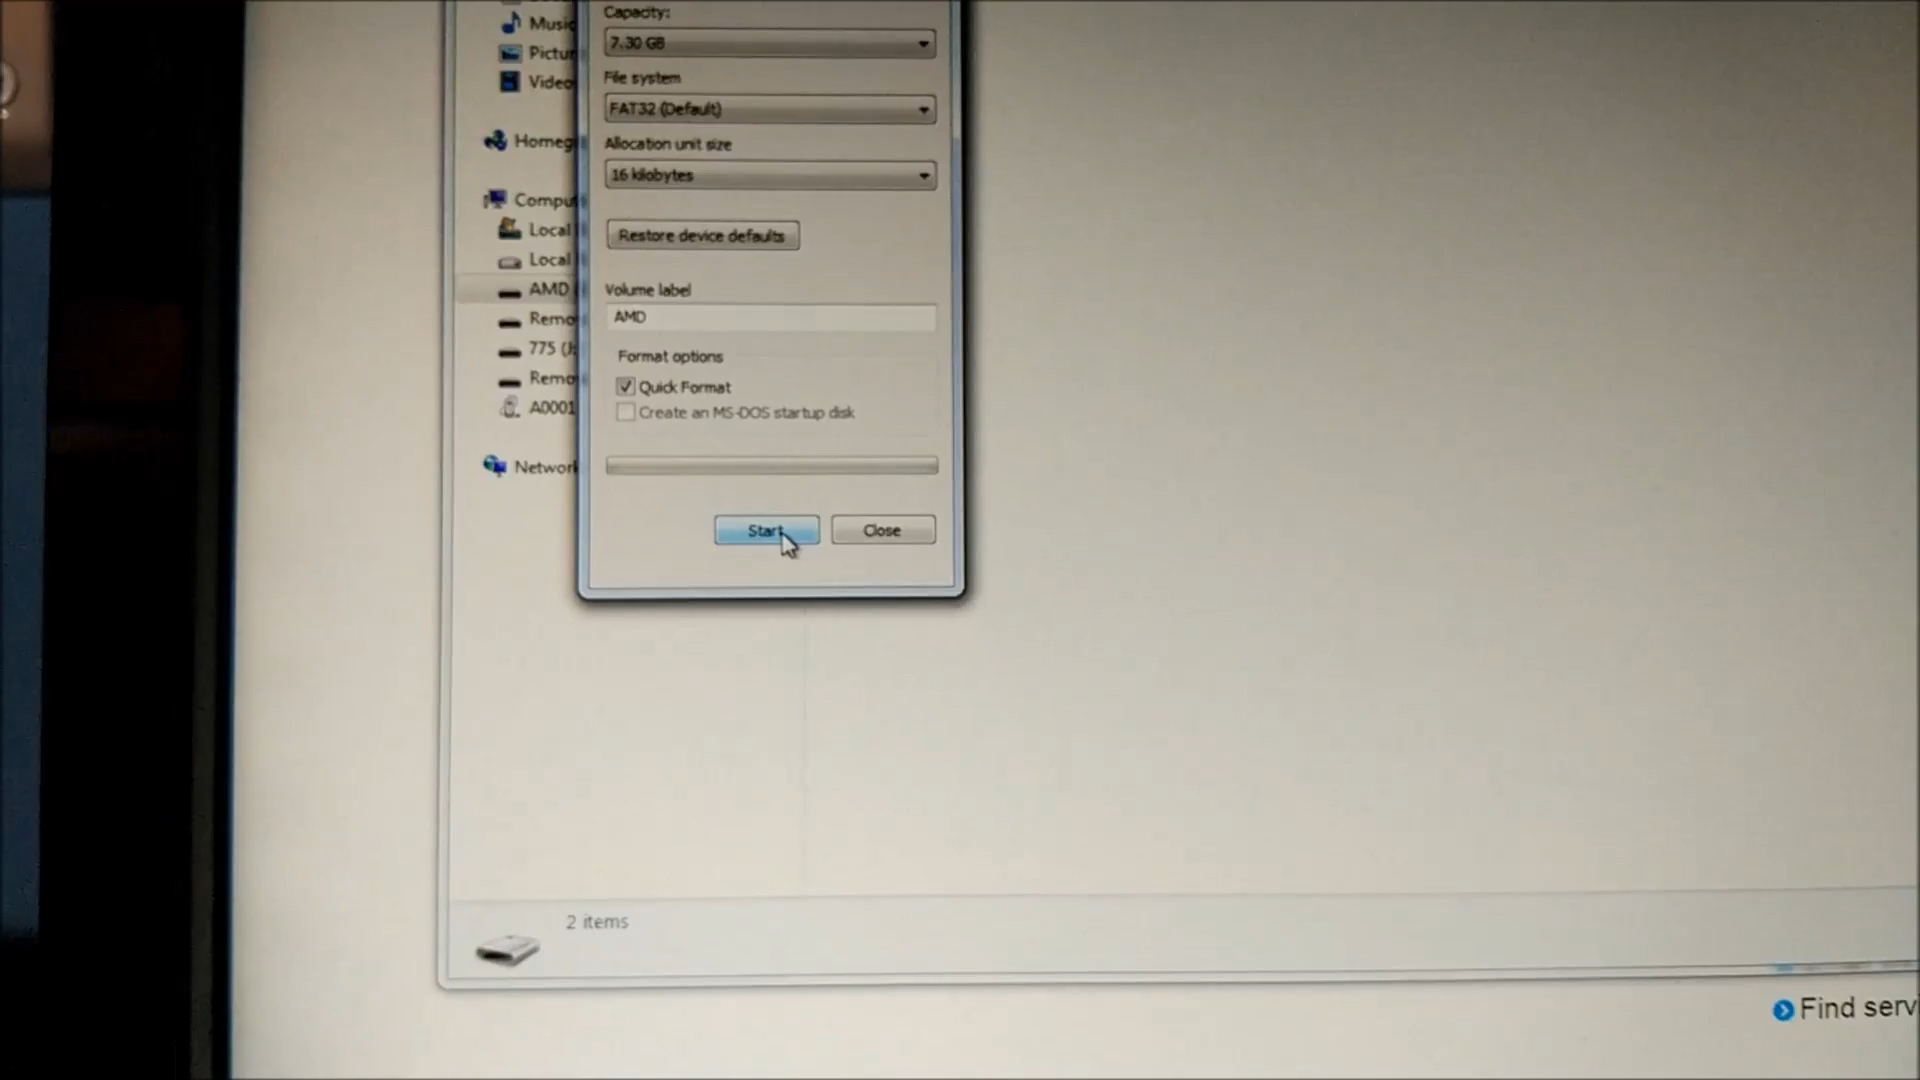 Music
Pictur
Video
Homeg
Compu
Local
Local
AMD
Remo
775 (J:
Remo
A0001
Network
Capacity:
7.30 GB
File system
FAT32 (Default)
Allocation unit size
16 kilobytes
Restore device defaults
Volume label
AMD
Format options
Quick Format
Create an MS-DOS startup disk
Start
Close
2 items
Find serv